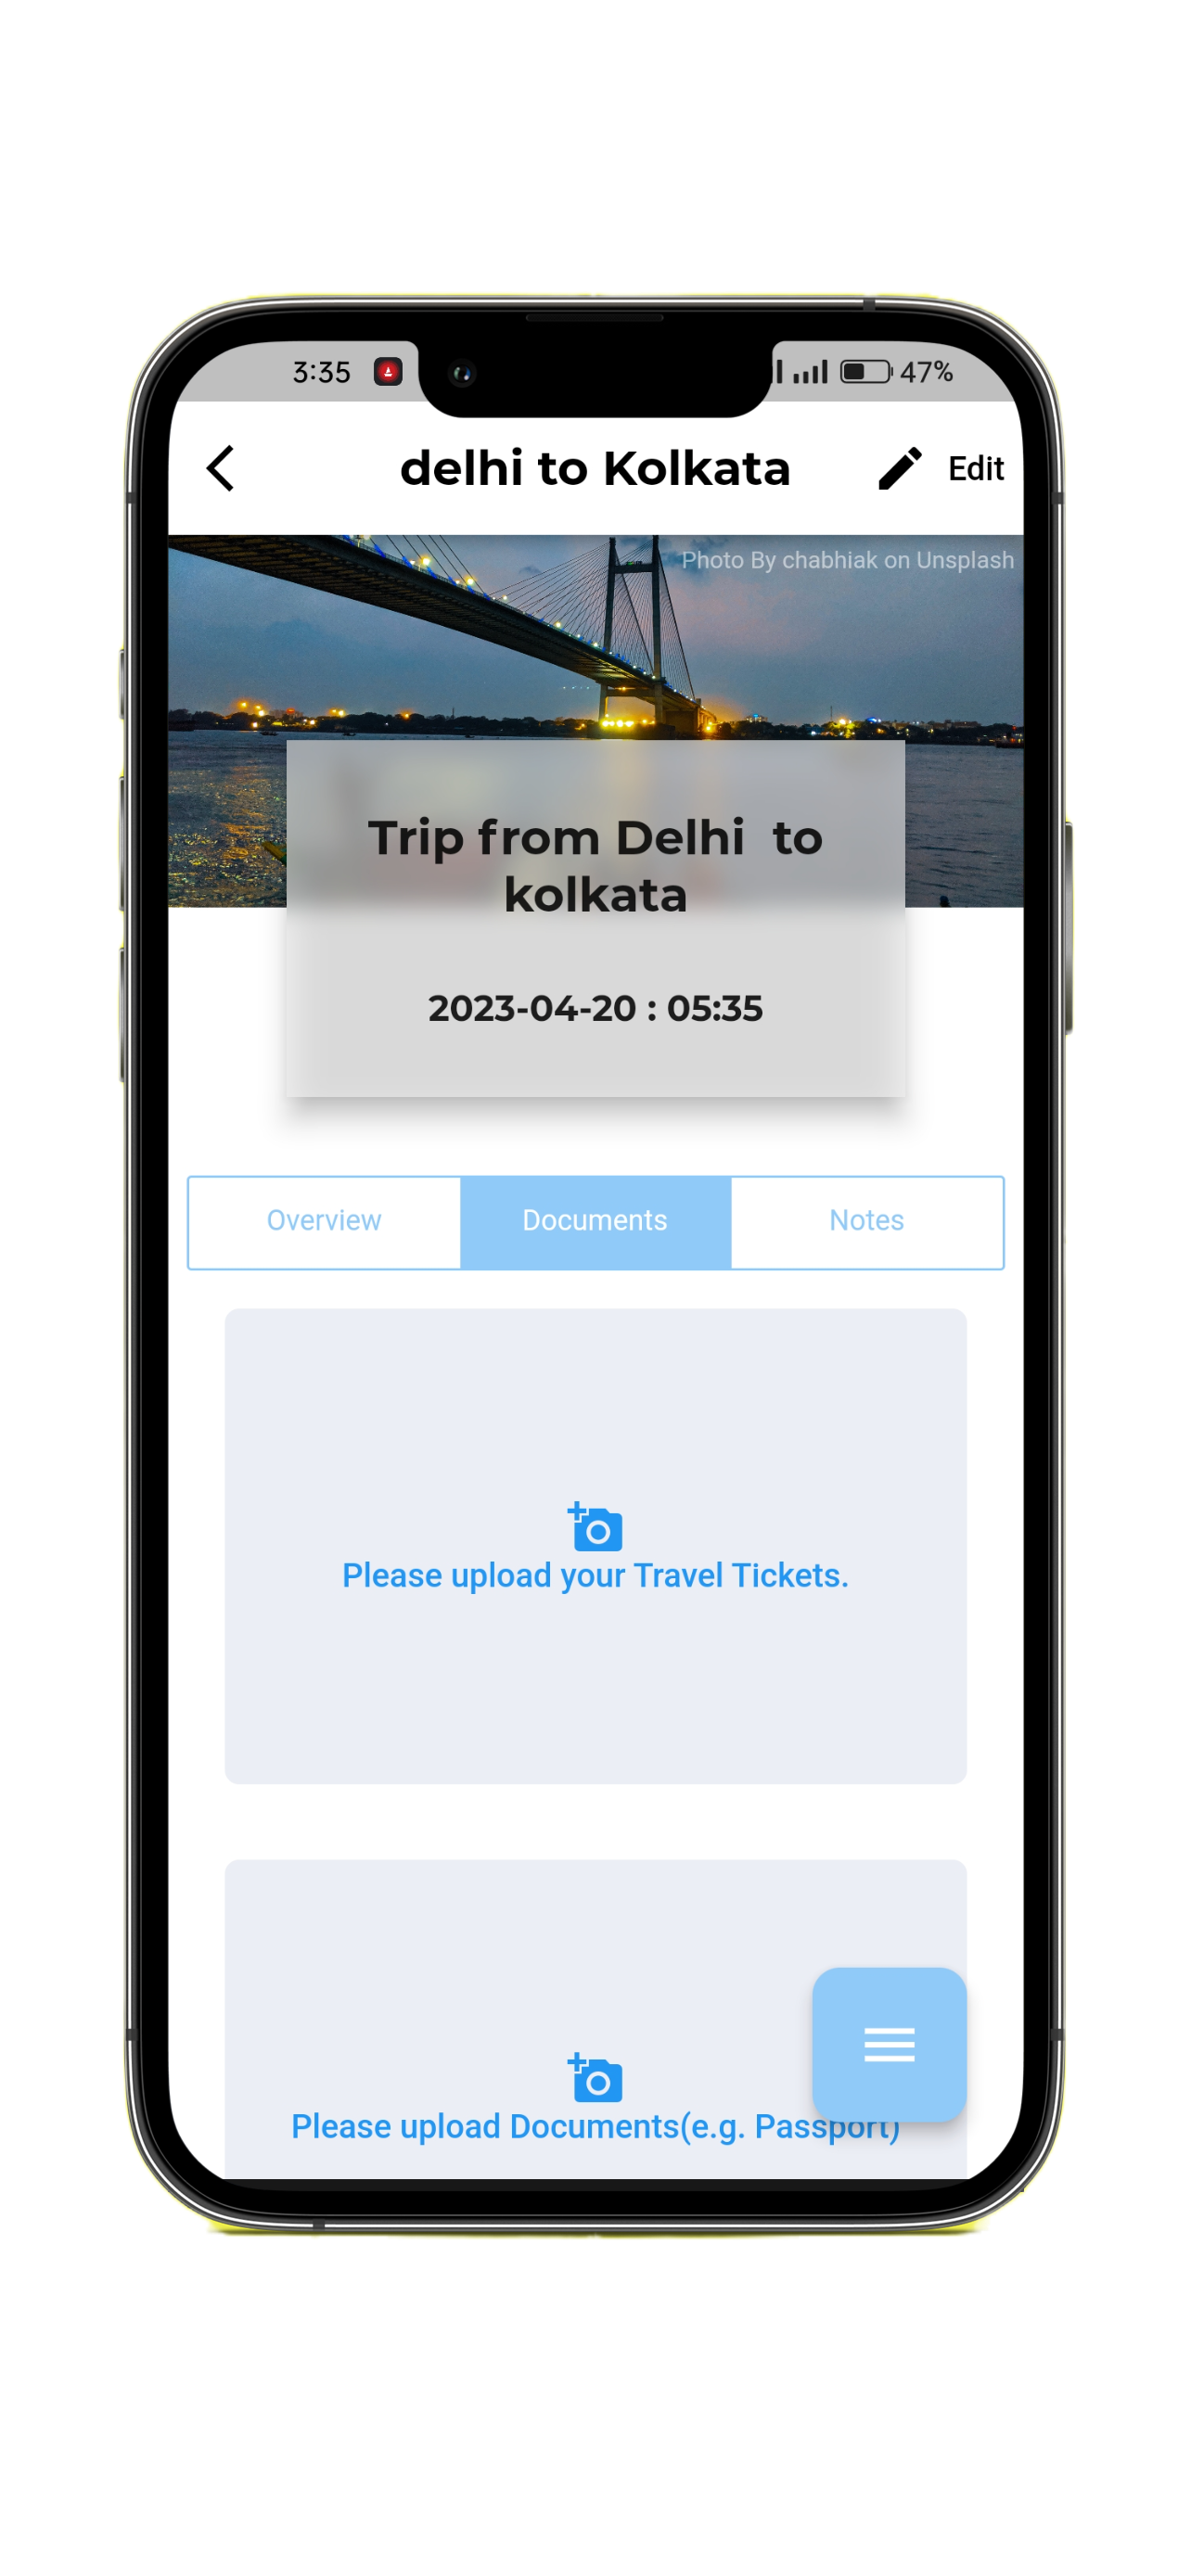 3:35
47%
delhi to Kolkata
Edit
Photo By chabhiak on Unsplash
Trip from Delhi  to
kolkata
2023-04-20 : 05:35
Overview
Documents
Notes
Please upload your Travel Tickets.
Please upload Documents(e.g. Passport)